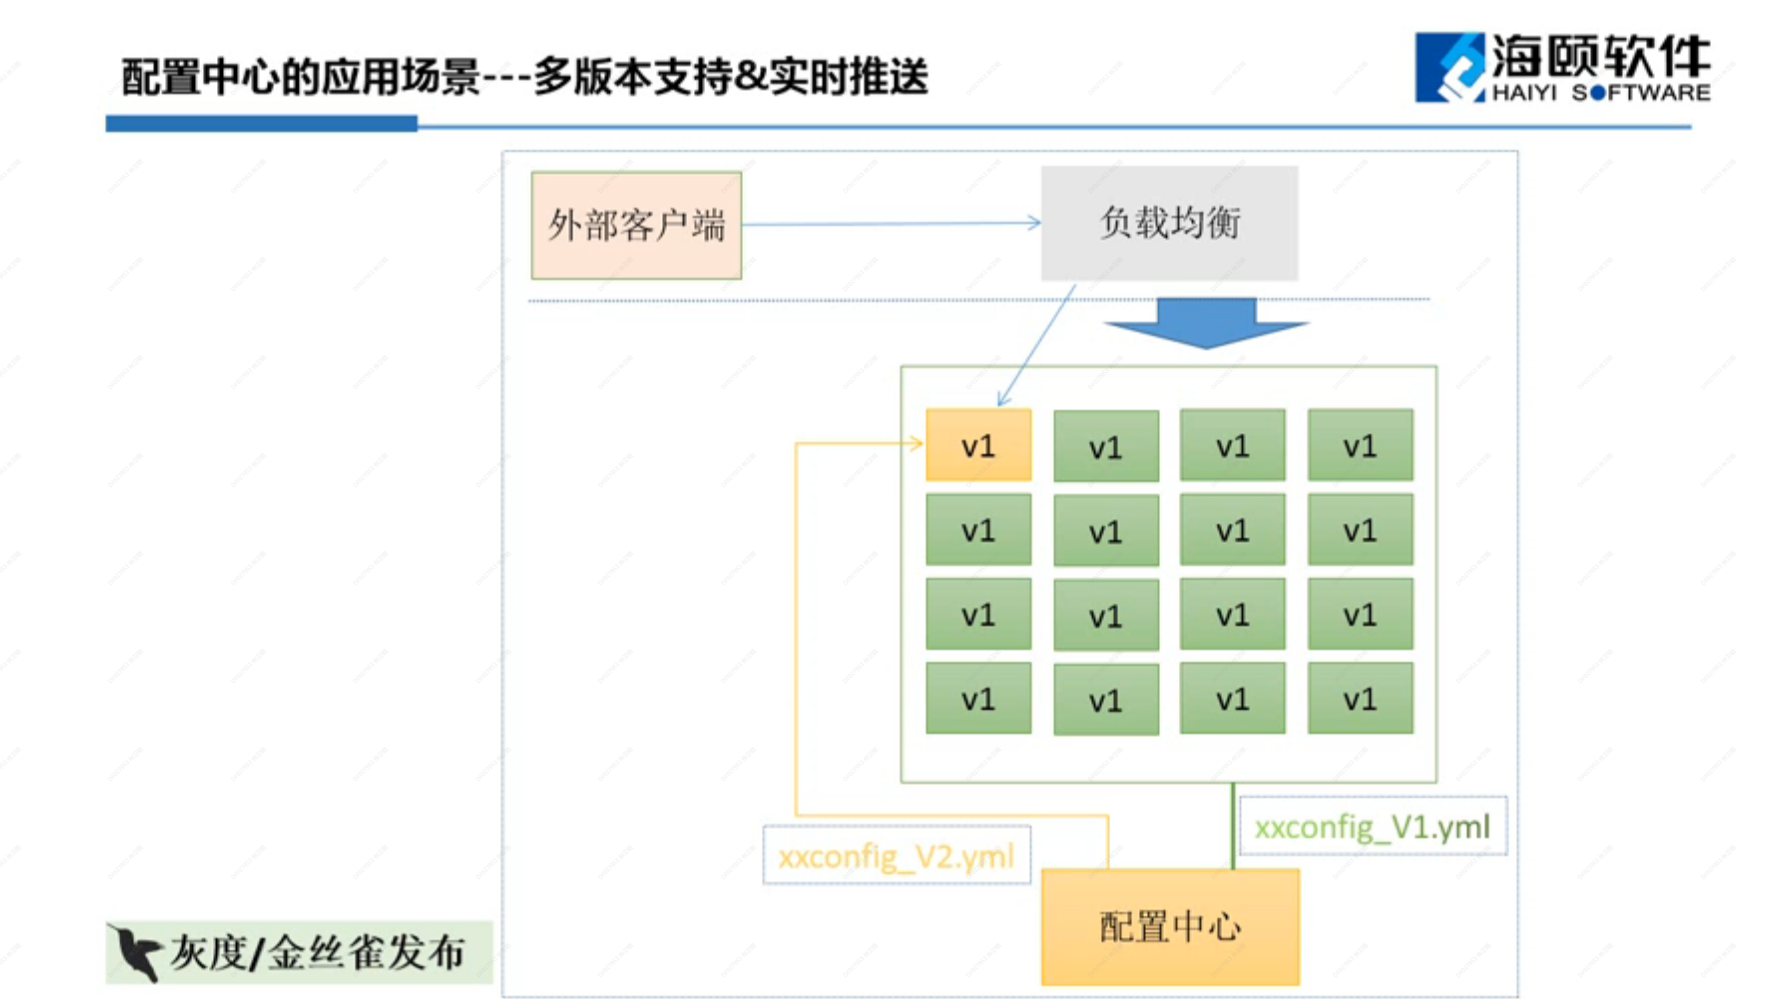 配置中心的应用场景---多版本支持&实时推送
海颐软件
HAIYI SOFTWARE
外部客户端
负载均衡
v1 v1 v1 v1
v1 v1 v1 v1
v1 v1 v1 v1
v1 v1 v1 v1
xxconfig_V1.yml
xxconfig_V2.yml
配置中心
灰度/金丝雀发布